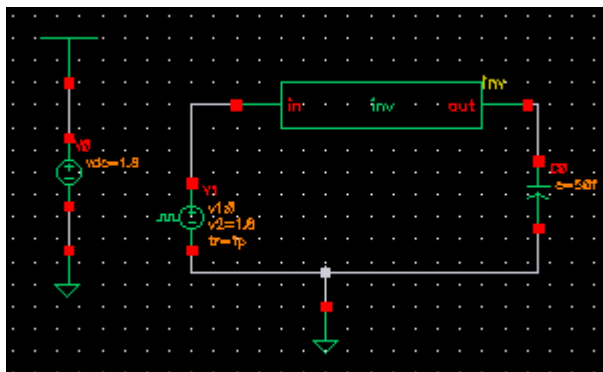 inv
in inv out
V0
vdc=1.8
V1
v1:0
v2=1.8
tr=1p
C0
c=50f